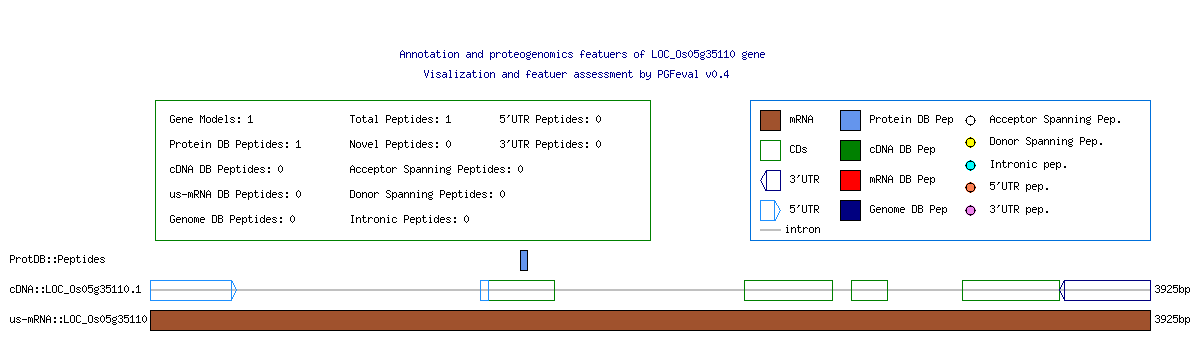 Annotation and proteogenomics featuers of LOC_Os05g35110 gene
Visalization and featuer assessment by PGFeval v0.4
Gene Models: 1 Total Peptides: 1 5'UTR Peptides: 0
Protein DB Peptides: 1 Novel Peptides: 0 3'UTR Peptides: 0
cDNA DB Peptides: 0 Acceptor Spanning Peptides: 0
us-mRNA DB Peptides: 0 Donor Spanning Peptides: 0
Genome DB Peptides: 0 Intronic Peptides: 0
mRNA Protein DB Pep Acceptor Spanning Pep.
CDs cDNA DB Pep Donor Spanning Pep.
3'UTR mRNA DB Pep Intronic pep.
5'UTR Genome DB Pep 5'UTR pep.
intron 3'UTR pep.
ProtDB::Peptides
cDNA::LOC_Os05g35110.1 3925bp
us-mRNA::LOC_Os05g35110 3925bp